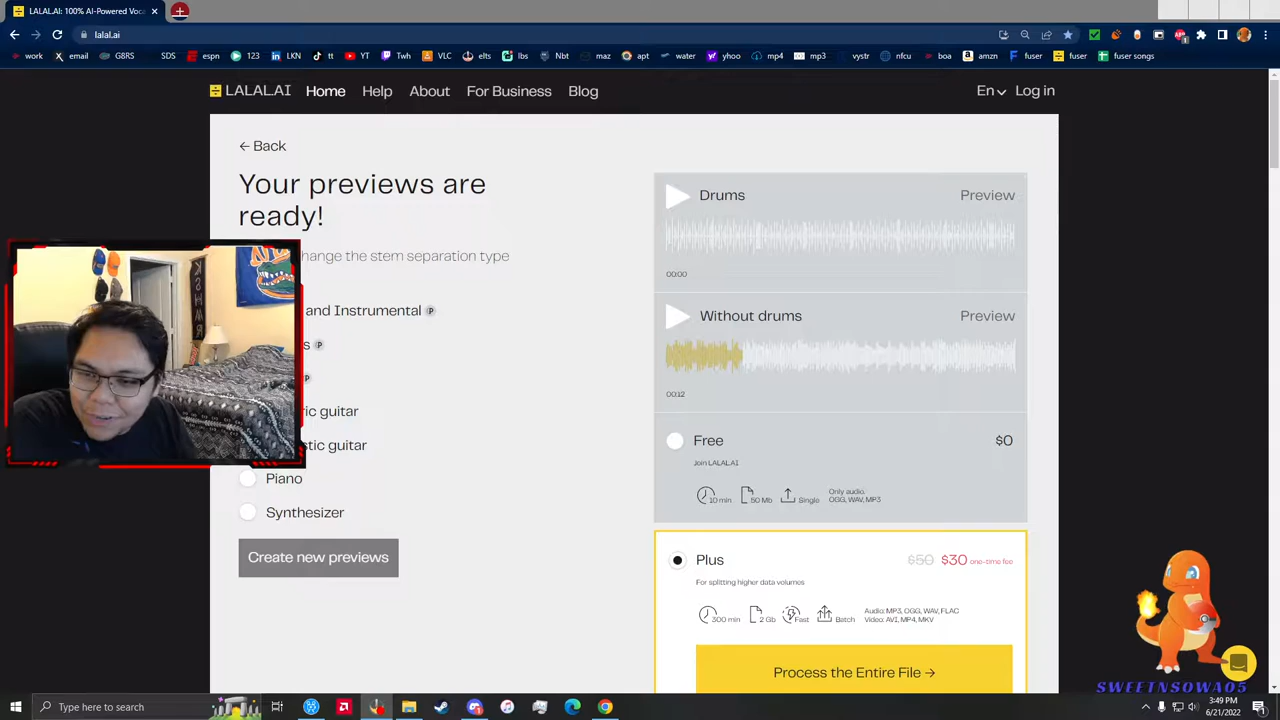 LALAL.AI: 100% AI-Powered Voc
lalal.ai
work
email
G8RS
SDS
espn
123
tt
YT
Twh
VLC
elts
lbs
Nbt
maz
apt
water
yhoo
mp4
mp3
vystr
nfcu
boa
amzn
fuser
fuser
fuser songs
LALAL.AI
Home
Help
About
For Business
Blog
En
Log in
← Back
Your previews are
ready!
hange the stem separation type
and Instrumental P
s P
P
ric guitar
stic guitar
Piano
Synthesizer
Create new previews
Drums
Preview
00:00
Without drums
Preview
00:12
Free
$0
Join LALAL.AI
10 min
50 Mb
Single
Only audio.
OGG, WAV, MP3
Plus
$50 $30 one-time fee
For splitting higher data volumes
300 min
2 Gb
Fast
Batch
Audio: MP3, OGG, WAV, FLAC
Video: AVI, MP4, MKV
Process the Entire File →
SWEETNSOWA05
Type here to search
3:49 PM
6/21/2022